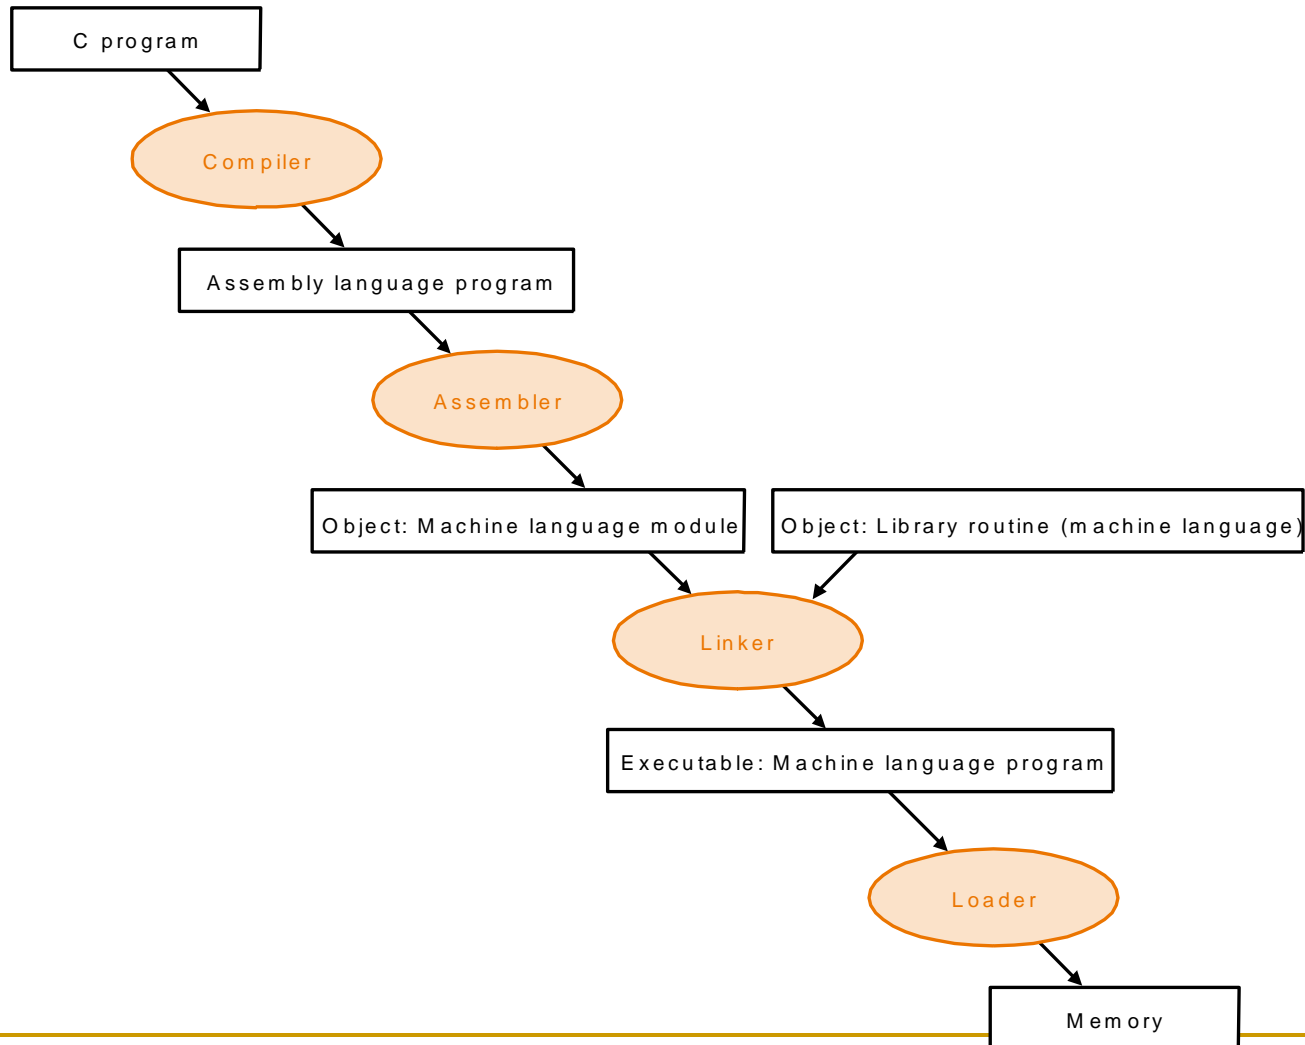 C program
Compiler
Assembly language program
Assembler
Object: Machine language module
Object: Library routine (machine language)
Linker
Executable: Machine language program
Loader
Memory